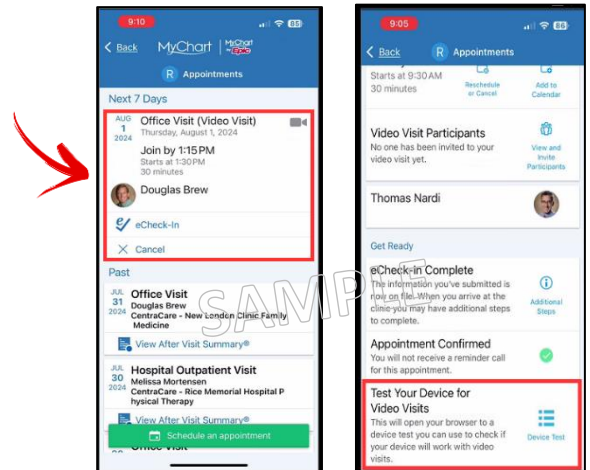 9:10
86
Back
MyChart
MyChart
by Epic
R Appointments
Next 7 Days
AUG
1
2024
Office Visit (Video Visit)
Thursday, August 1, 2024
Join by 1:15 PM
Starts at 1:30 PM
30 minutes
Douglas Brew
eCheck-In
Cancel
Past
JUL
31
2024
Office Visit
Douglas Brew
CentraCare - New London Clinic Family
Medicine
View After Visit Summary®
JUL
30
2024
Hospital Outpatient Visit
Melissa Mortensen
CentraCare - Rice Memorial Hospital P
hysical Therapy
View After Visit Summary®
Office Visit
Schedule an appointment
9:05
86
Back
R Appointments
Starts at 9:30 AM
30 minutes
Reschedule
or Cancel
Add to
Calendar
Video Visit Participants
No one has been invited to your
video visit yet.
View and
Invite
Participants
Thomas Nardi
Get Ready
eCheck-in Complete
The information you've submitted is
now on file. When you arrive at the
clinic you may have additional steps
to complete.
Additional
Steps
Appointment Confirmed
You will not receive a reminder call
for this appointment.
Test Your Device for
Video Visits
This will open your browser to a
device test you can use to check if
your device will work with video
visits.
Device Test
SAMPLE